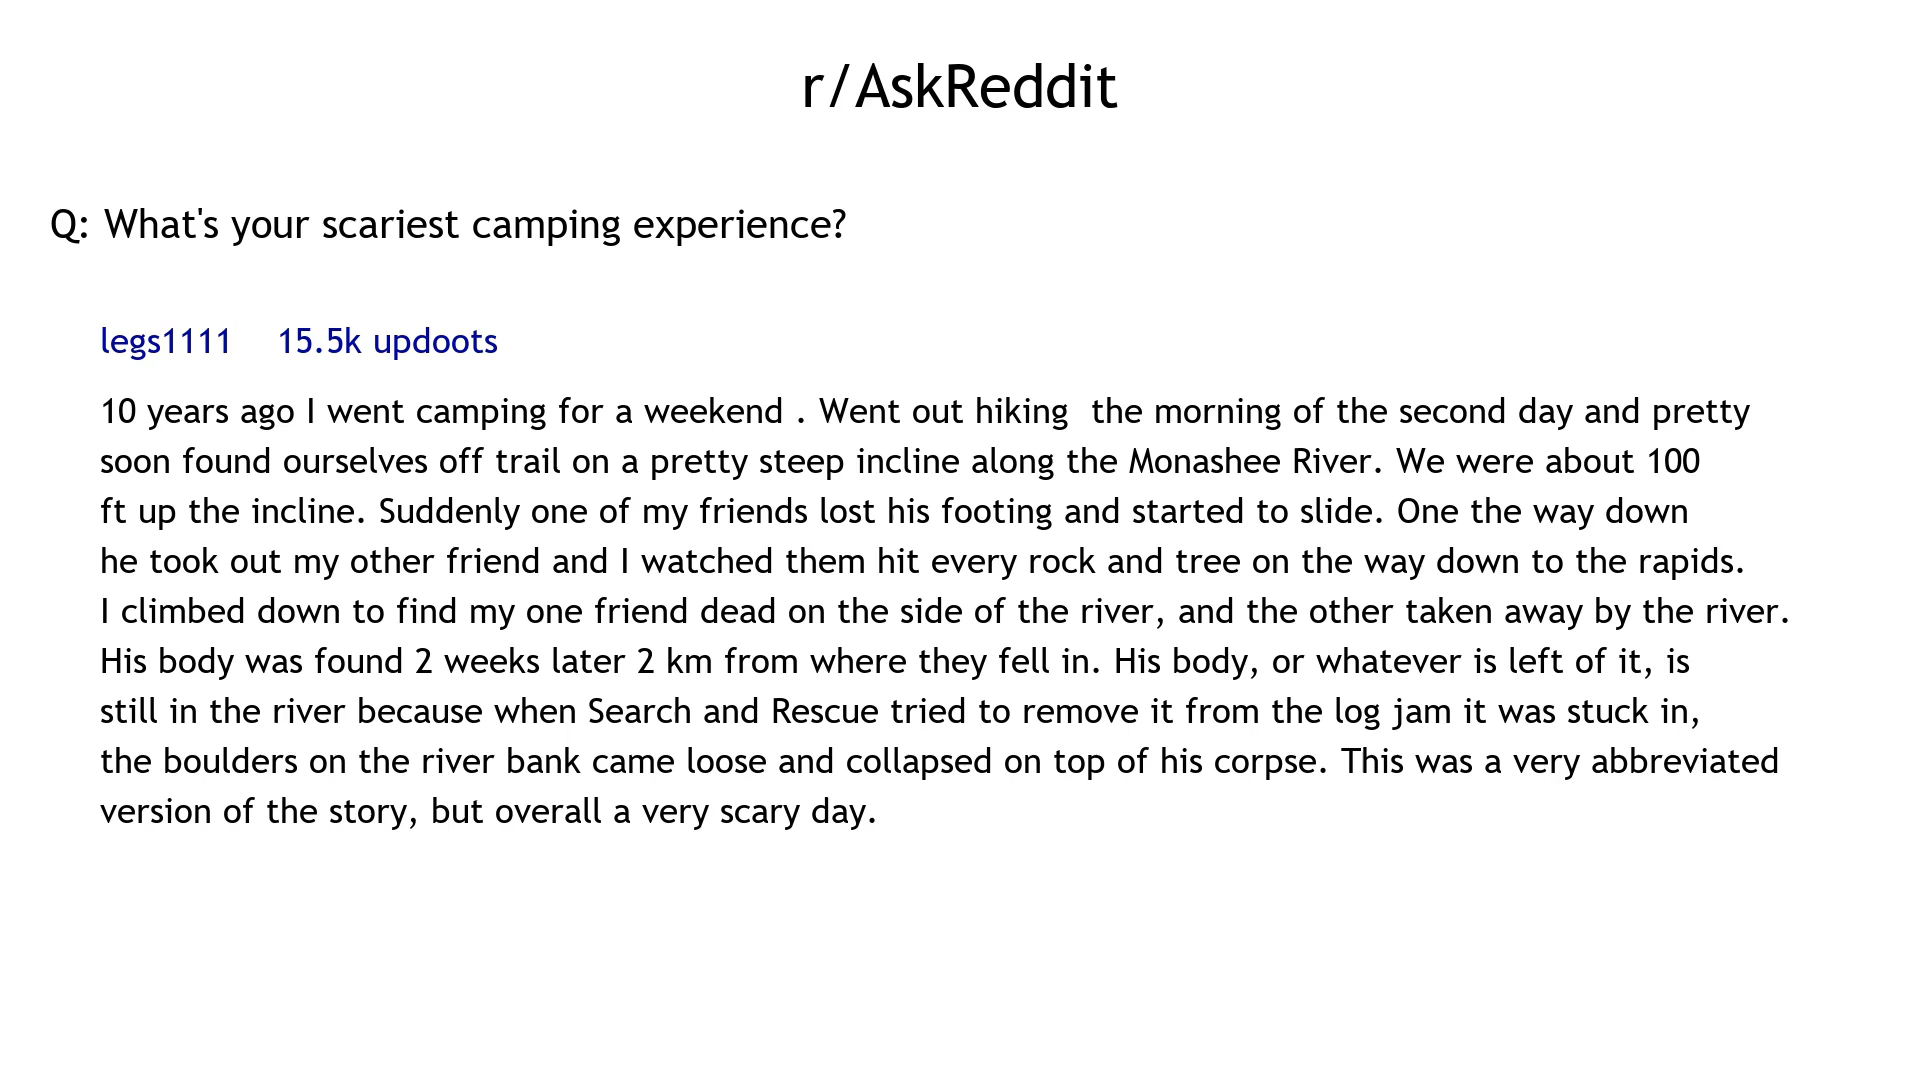 r/AskReddit
Q: What's your scariest camping experience?
legs1111 15.5k updoots
10 years ago I went camping for a weekend . Went out hiking  the morning of the second day and pretty
soon found ourselves off trail on a pretty steep incline along the Monashee River. We were about 100
ft up the incline. Suddenly one of my friends lost his footing and started to slide. One the way down
he took out my other friend and I watched them hit every rock and tree on the way down to the rapids.
I climbed down to find my one friend dead on the side of the river, and the other taken away by the river.
His body was found 2 weeks later 2 km from where they fell in. His body, or whatever is left of it, is
still in the river because when Search and Rescue tried to remove it from the log jam it was stuck in,
the boulders on the river bank came loose and collapsed on top of his corpse. This was a very abbreviated
version of the story, but overall a very scary day.